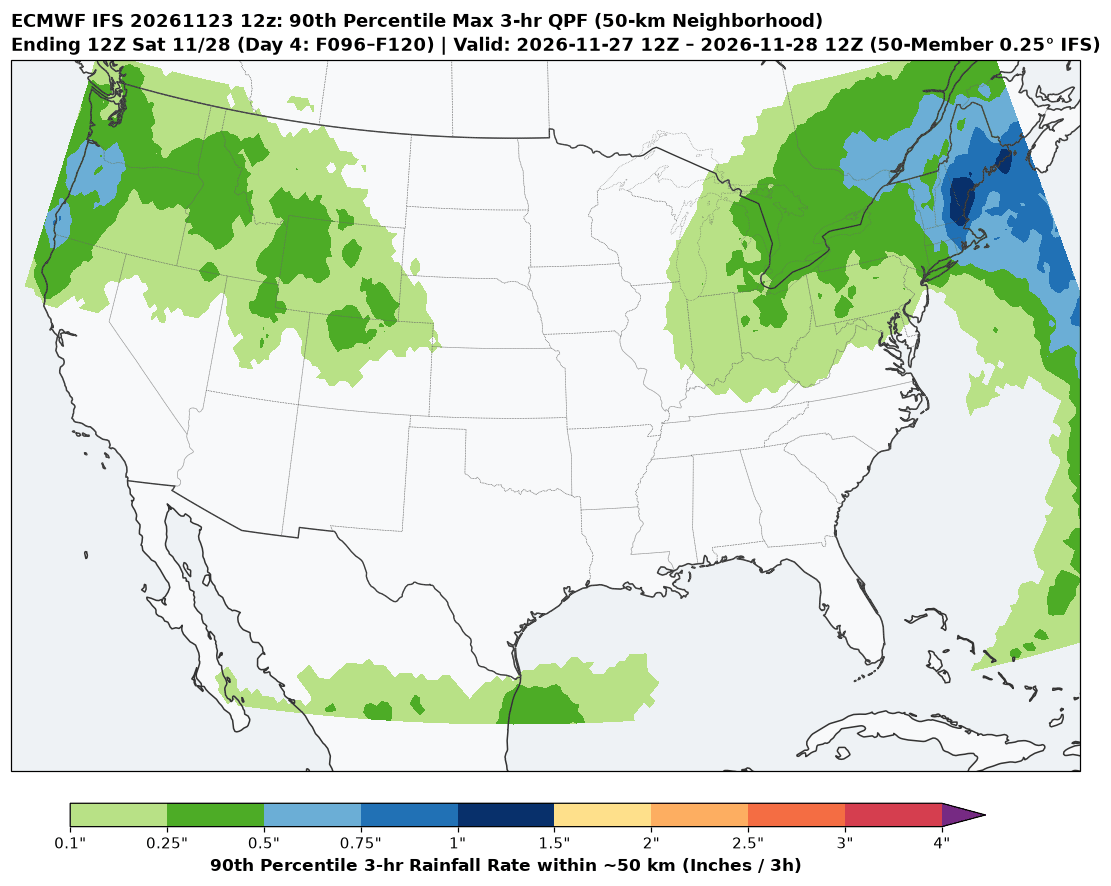 ECMWF IFS 20261123 12z: 90th Percentile Max 3-hr QPF (50-km Neighborhood)
Ending 12Z Sat 11/28 (Day 4: F096–F120) | Valid: 2026-11-27 12Z – 2026-11-28 12Z (50-Member 0.25° IFS)
0.1" 0.25" 0.5" 0.75" 1" 1.5" 2" 2.5" 3" 4"
90th Percentile 3-hr Rainfall Rate within ~50 km (Inches / 3h)